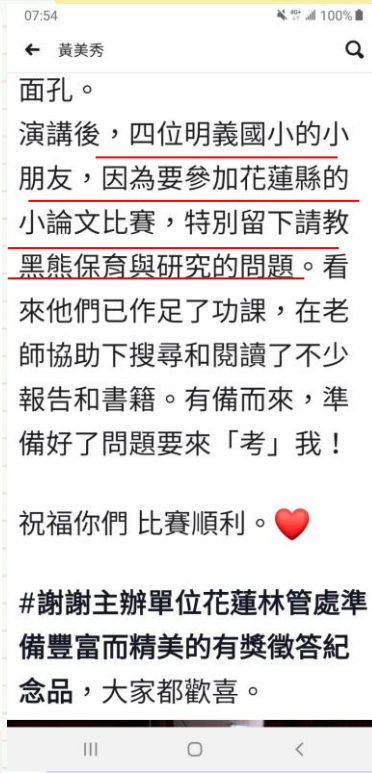 07:54
4G+ 100%
黃美秀
面孔。
演講後，四位明義國小的小
朋友，因為要參加花蓮縣的
小論文比賽，特別留下請教
黑熊保育與研究的問題。看
來他們已作足了功課，在老
師協助下搜尋和閱讀了不少
報告和書籍。有備而來，準
備好了問題要來「考」我！
祝福你們 比賽順利。❤️
#謝謝主辦單位花蓮林管處準
備豐富而精美的有獎徵答紀
念品，大家都歡喜。